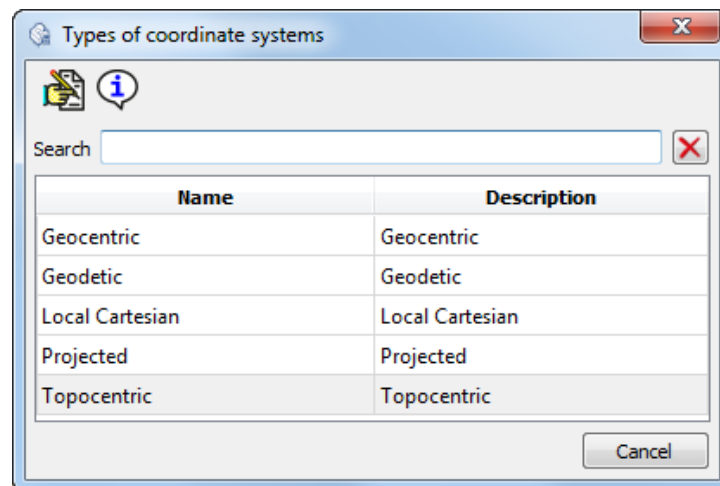 Types of coordinate systems
Search
Name Description
Geocentric Geocentric
Geodetic Geodetic
Local Cartesian Local Cartesian
Projected Projected
Topocentric Topocentric
Cancel